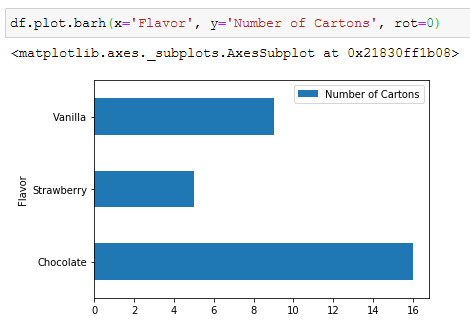 df.plot.barh(x='Flavor', y='Number of Cartons', rot=0)
<matplotlib.axes._subplots.AxesSubplot at 0x21830ff1b08>
Number of Cartons
Vanilla
Strawberry
Flavor
Chocolate
0 2 4 6 8 10 12 14 16